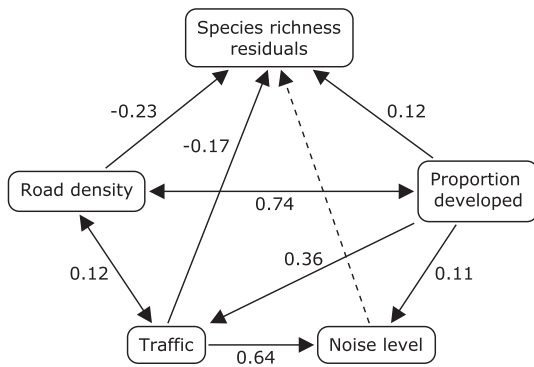 Species richness
residuals
-0.23
-0.17
0.12
Road density
0.74
Proportion
developed
0.12
0.36
0.11
Traffic
0.64
Noise level